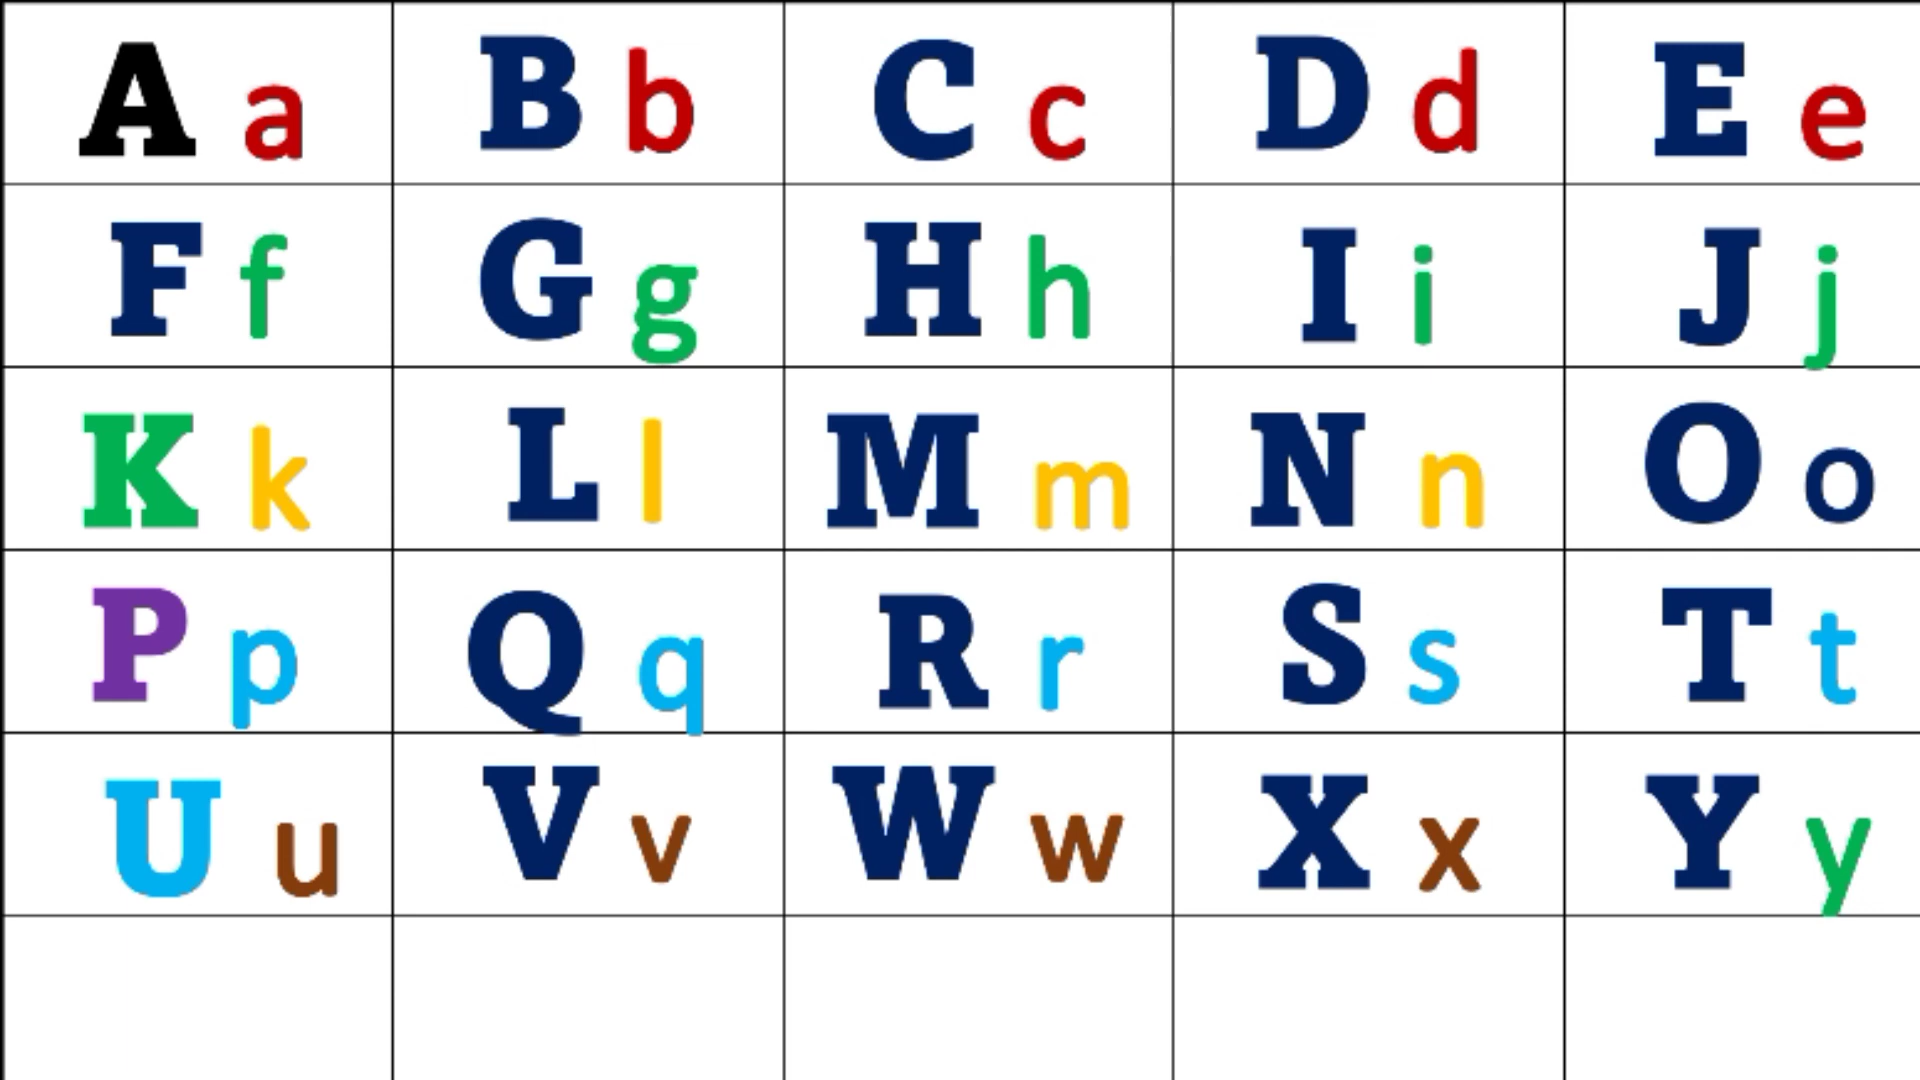 A a B b C c D d E e
F f G g H h I i J j
K k L l M m N n O o
P p Q q R r S s T t
U u V v W w X x Y y